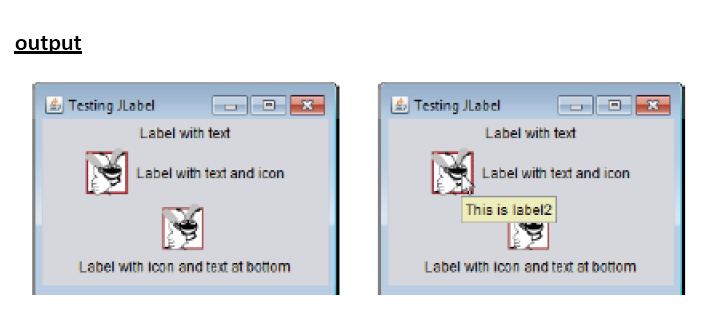 output
Testing JLabel
Label with text
Label with text and icon
Label with icon and text at bottom
Testing JLabel
Label with text
Label with text and icon
This is label2
Label with icon and text at bottom